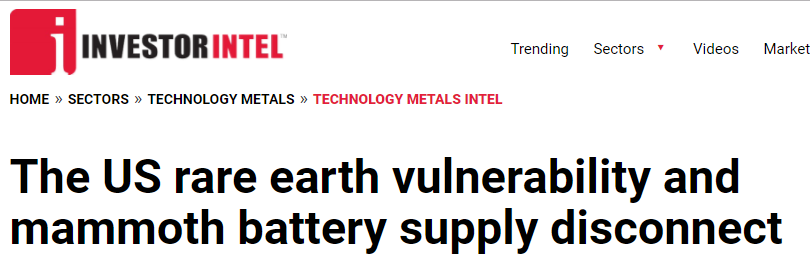 INVESTORINTEL™
Trending Sectors ▼ Videos Market
HOME » SECTORS » TECHNOLOGY METALS » TECHNOLOGY METALS INTEL
The US rare earth vulnerability and
mammoth battery supply disconnect